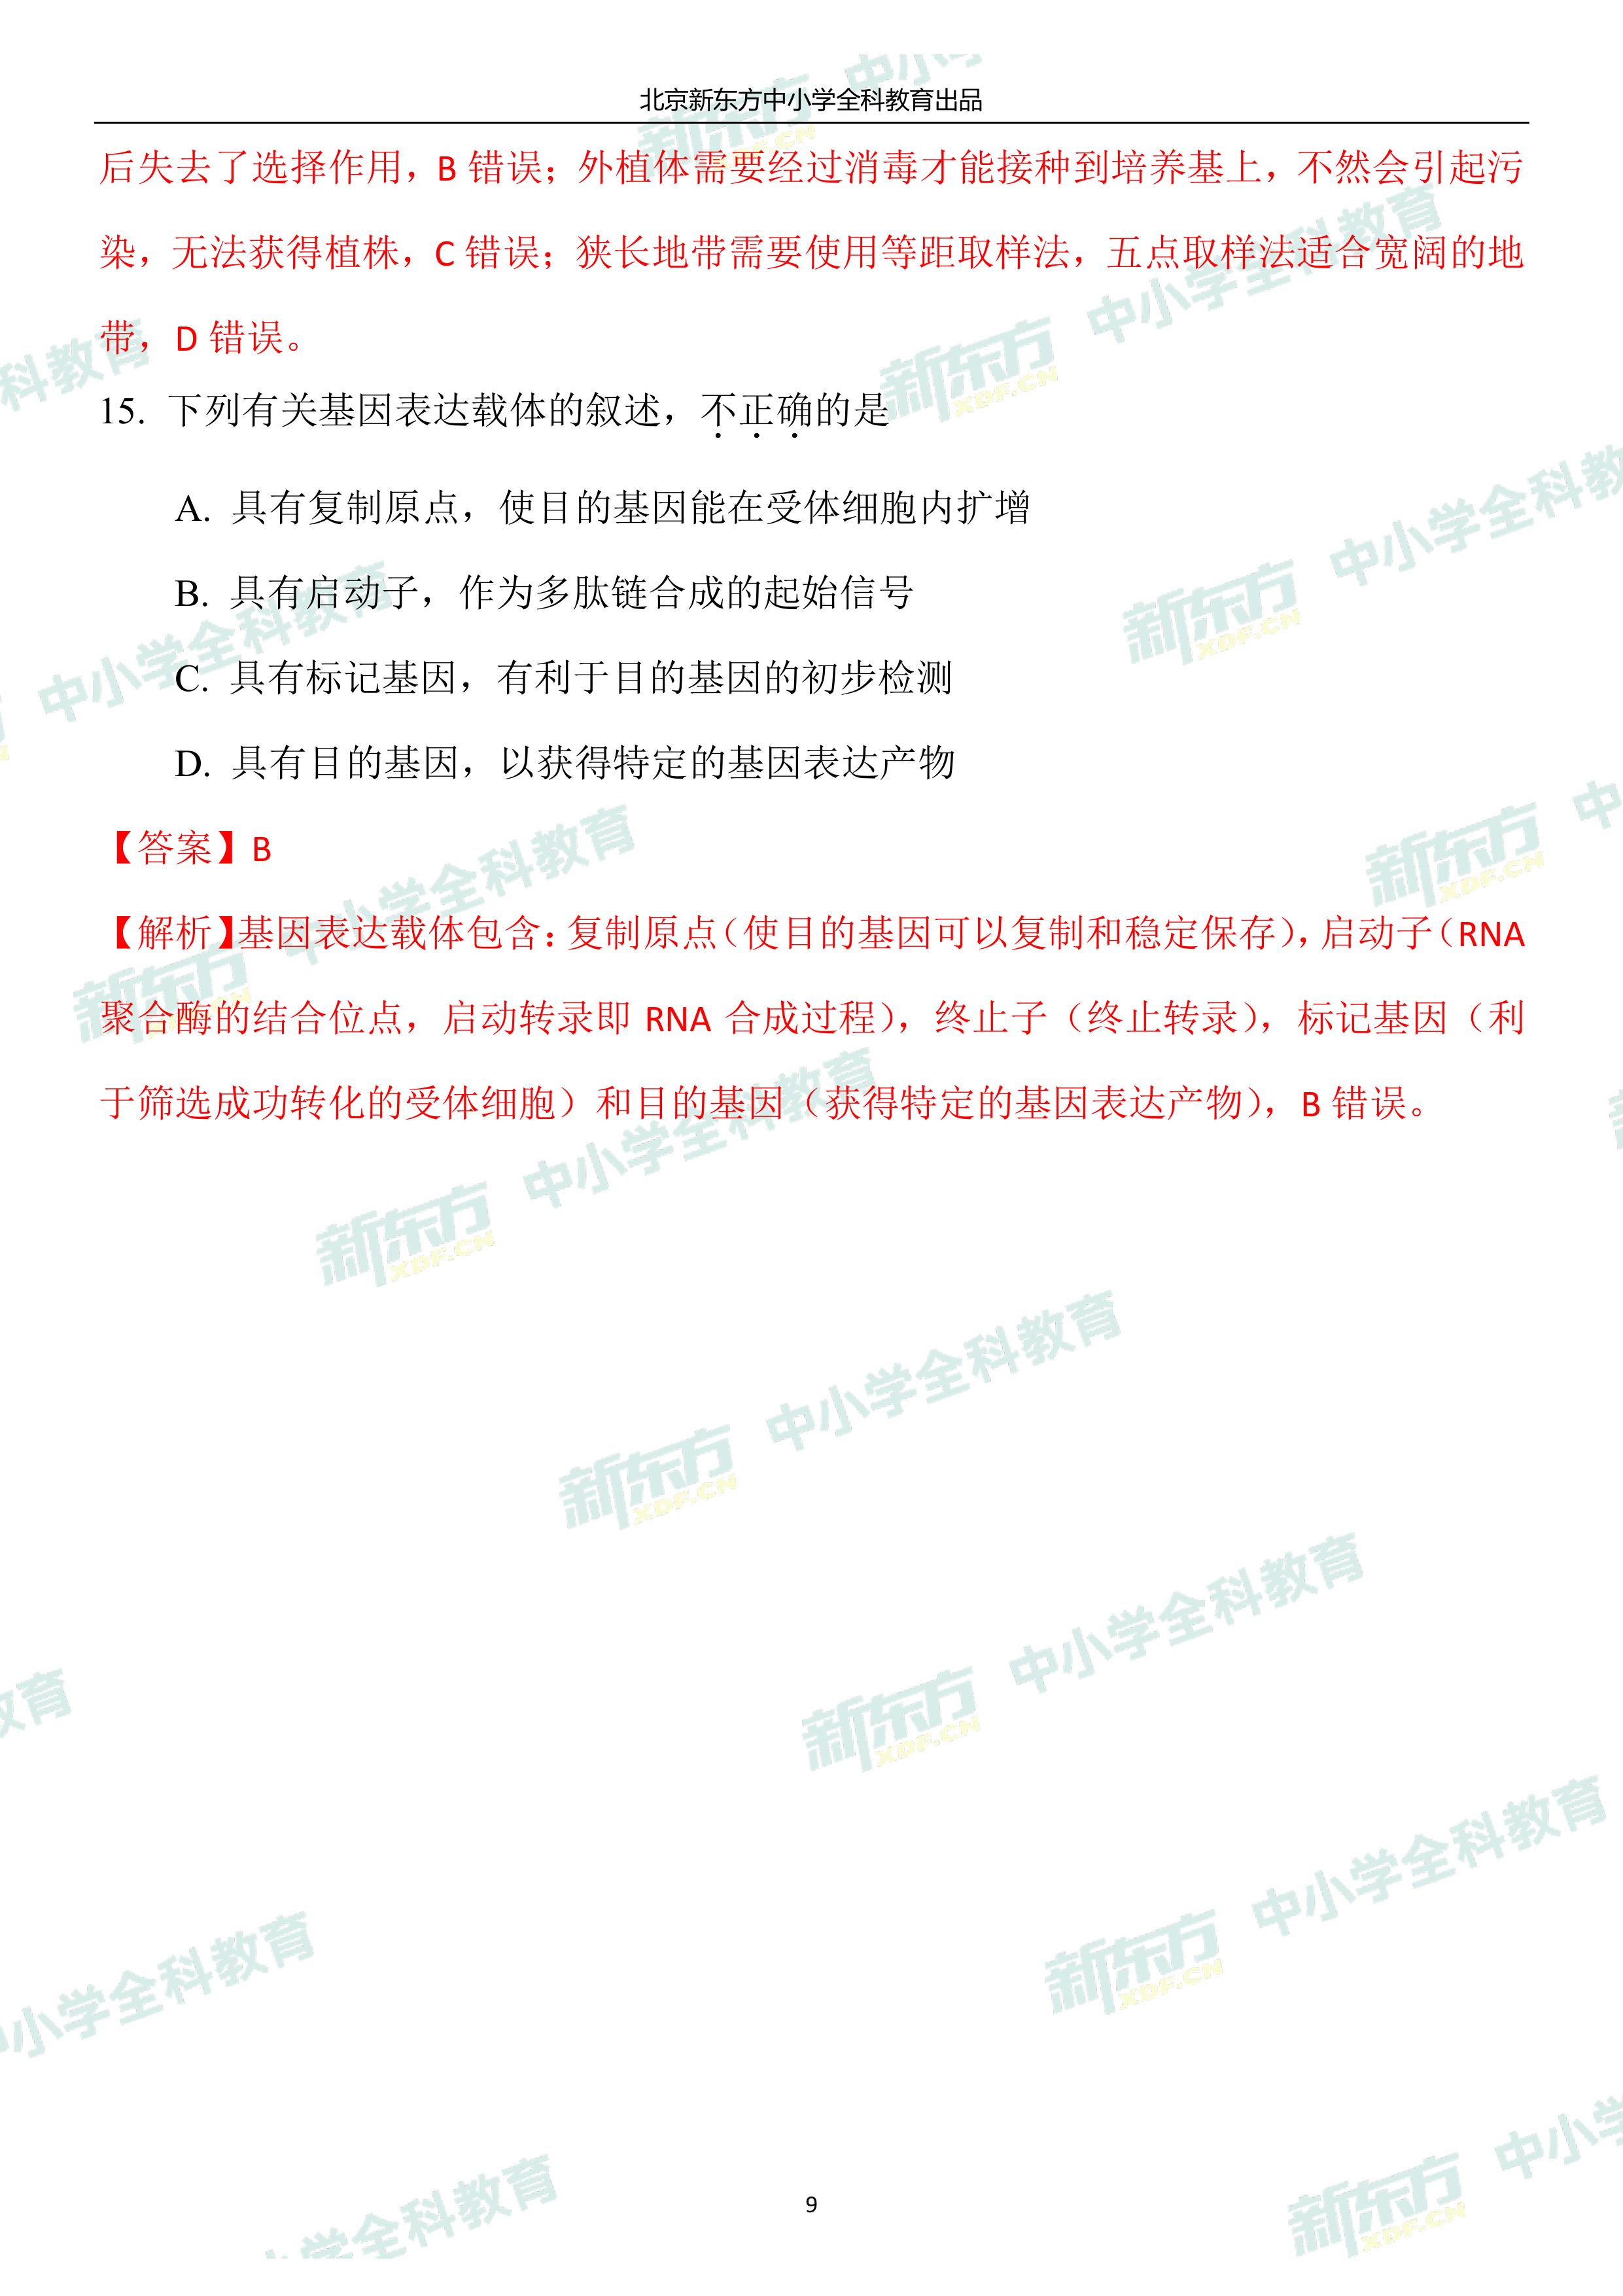 北京新东方中小学全科教育出品
后失去了选择作用，B 错误；外植体需要经过消毒才能接种到培养基上，不然会引起污
染，无法获得植株，C 错误；狭长地带需要使用等距取样法，五点取样法适合宽阔的地
带，D 错误。
15. 下列有关基因表达载体的叙述，不正确的是
A. 具有复制原点，使目的基因能在受体细胞内扩增
B. 具有启动子，作为多肽链合成的起始信号
C. 具有标记基因，有利于目的基因的初步检测
D. 具有目的基因，以获得特定的基因表达产物
【答案】B
【解析】基因表达载体包含：复制原点（使目的基因可以复制和稳定保存），启动子（RNA
聚合酶的结合位点，启动转录即 RNA 合成过程），终止子（终止转录），标记基因（利
于筛选成功转化的受体细胞）和目的基因（获得特定的基因表达产物），B 错误。
9
新东方 XDF.CN 中小学全科教育